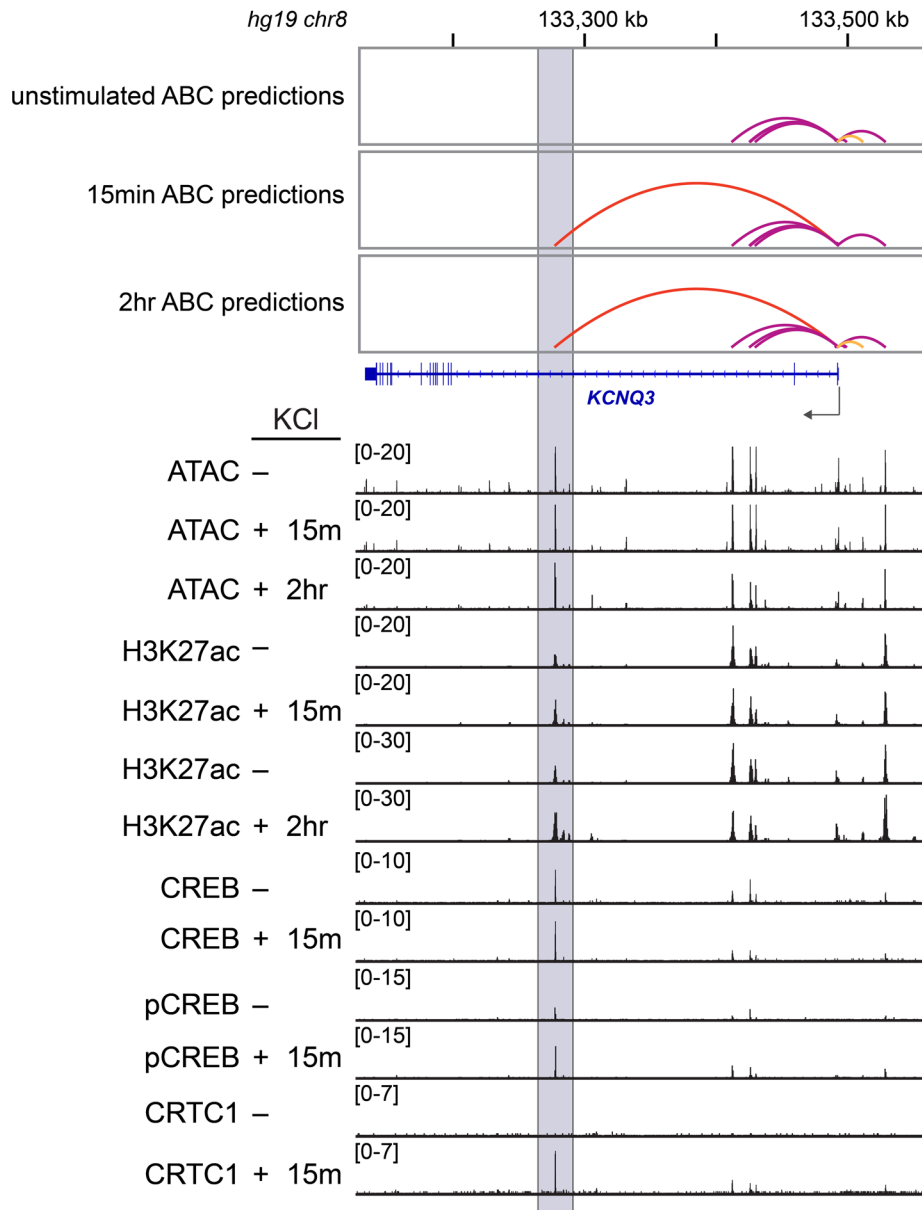 hg19 chr8 133,300 kb 133,500 kb
unstimulated ABC predictions
15min ABC predictions
2hr ABC predictions
KCNQ3
KCl
[0-20]
ATAC –
[0-20]
ATAC + 15m
[0-20]
ATAC + 2hr
[0-20]
H3K27ac –
[0-20]
H3K27ac + 15m
[0-30]
H3K27ac –
[0-30]
H3K27ac + 2hr
[0-10]
CREB –
[0-10]
CREB + 15m
[0-15]
pCREB –
[0-15]
pCREB + 15m
[0-7]
CRTC1 –
[0-7]
CRTC1 + 15m